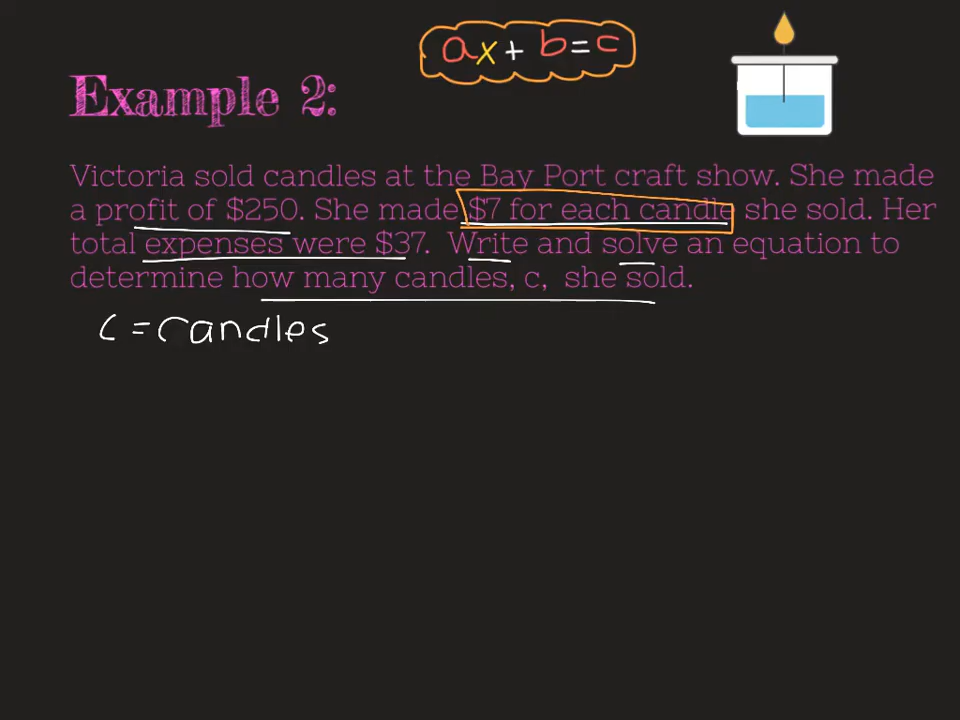 ax + b = c
Example 2:
Victoria sold candles at the Bay Port craft show. She made
a profit of $250. She made $7 for each candle she sold. Her
total expenses were $37. Write and solve an equation to
determine how many candles, c, she sold.
c = candles